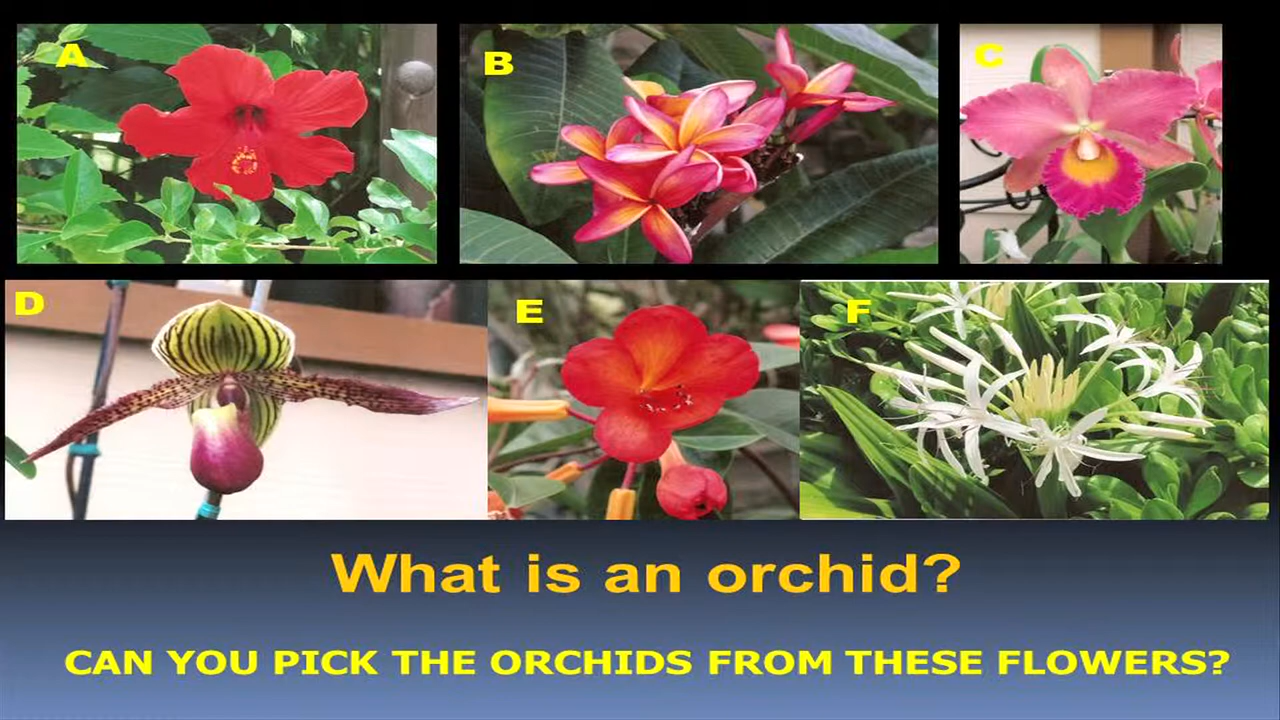 A
B
C
D
E
F
What is an orchid?
CAN YOU PICK THE ORCHIDS FROM THESE FLOWERS?